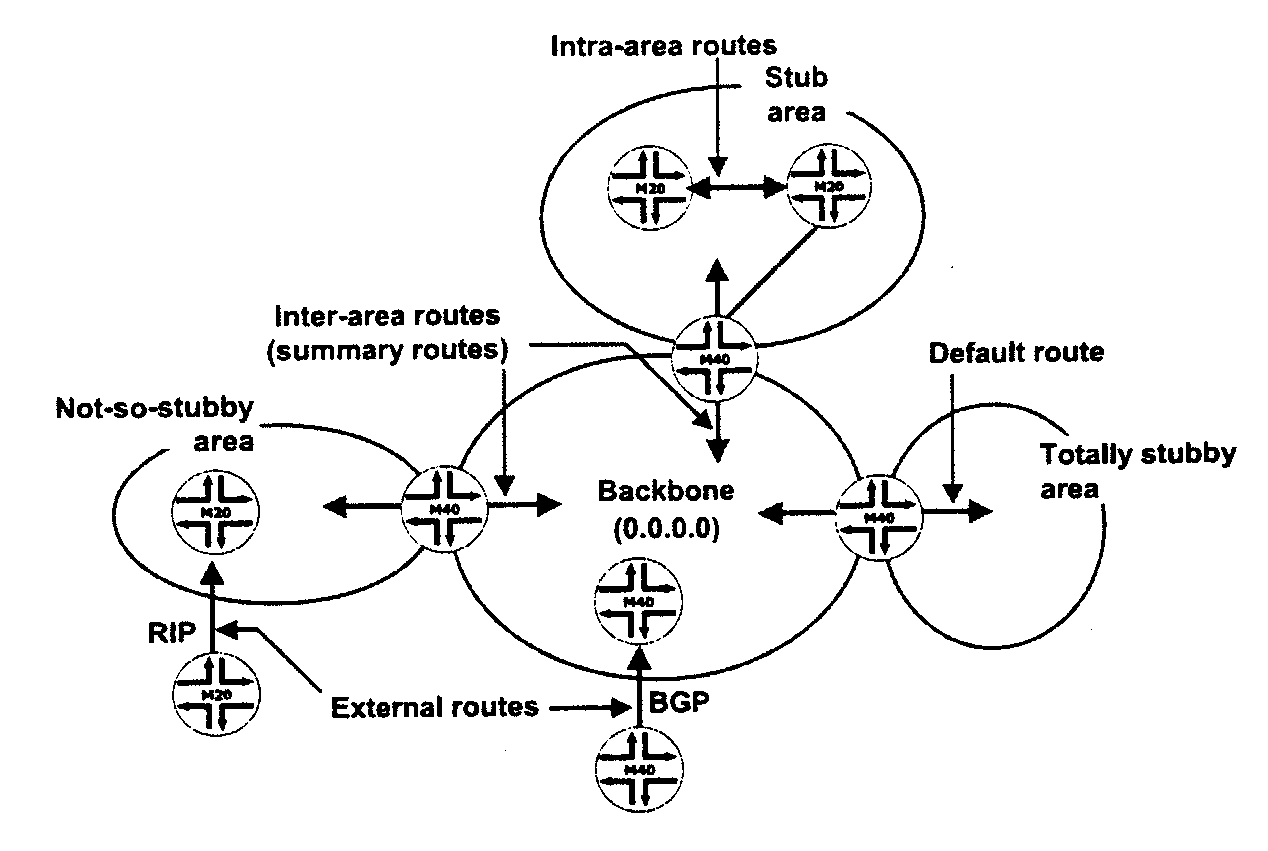 Intra-area routes
Stub
area
M20
M20
Inter-area routes
(summary routes)
M40
Default route
Not-so-stubby
area
Totally stubby
area
M20
M40
Backbone
(0.0.0.0)
M40
M40
RIP
M20
External routes
BGP
M40